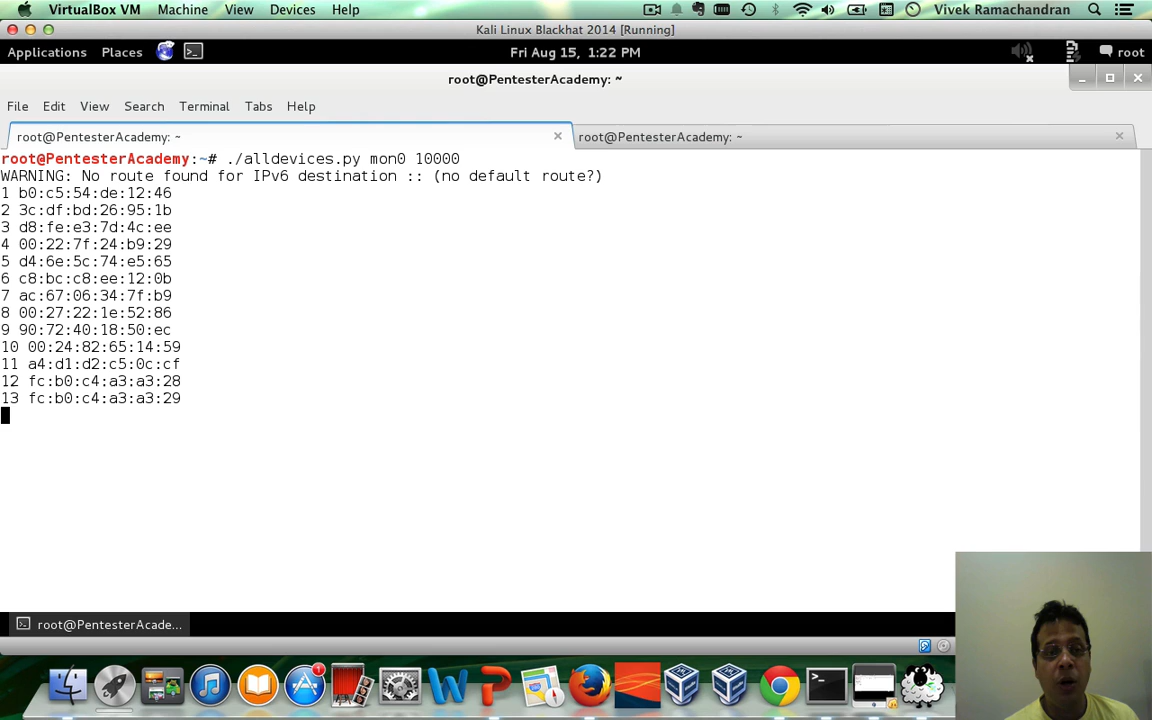 VirtualBox VM Machine View Devices Help Vivek Ramachandran
Kali Linux Blackhat 2014 [Running]
Applications Places Fri Aug 15, 1:22 PM root
root@PentesterAcademy: ~
File Edit View Search Terminal Tabs Help
root@PentesterAcademy: ~ root@PentesterAcademy: ~
root@PentesterAcademy:~# ./alldevices.py mon0 10000
WARNING: No route found for IPv6 destination :: (no default route?)
1 b0:c5:54:de:12:46
2 3c:df:bd:26:95:1b
3 d8:fe:e3:7d:4c:ee
4 00:22:7f:24:b9:29
5 d4:6e:5c:74:e5:65
6 c8:bc:c8:ee:12:0b
7 ac:67:06:34:7f:b9
8 00:27:22:1e:52:86
9 90:72:40:18:50:ec
10 00:24:82:65:14:59
11 a4:d1:d2:c5:0c:cf
12 fc:b0:c4:a3:a3:28
13 fc:b0:c4:a3:a3:29
root@PentesterAcade...
1